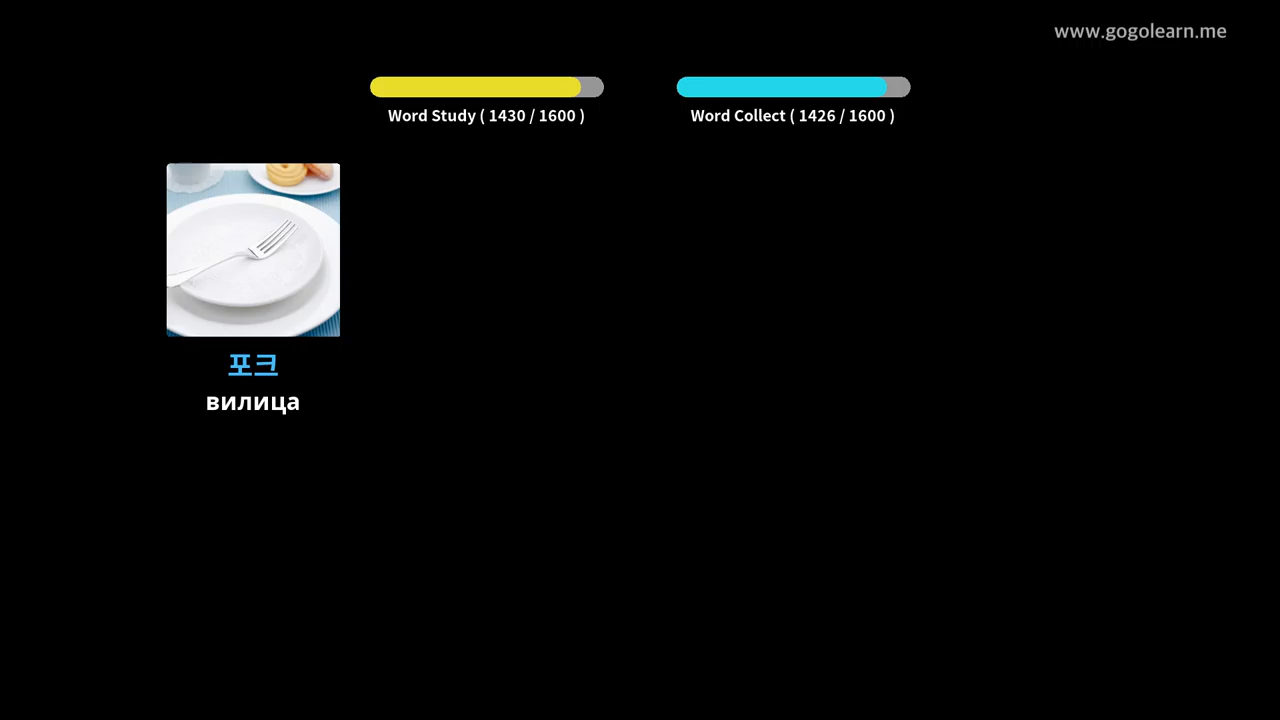 www.gogolearn.me
Word Study ( 1430 / 1600 )
Word Collect ( 1426 / 1600 )
포크
вилица